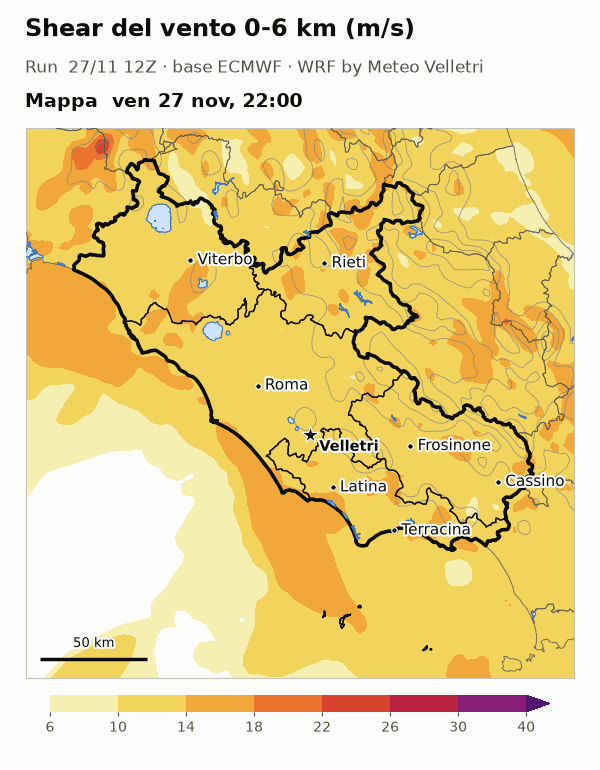 Shear del vento 0-6 km (m/s)
Run  27/11 12Z · base ECMWF · WRF by Meteo Velletri
Mappa  ven 27 nov, 22:00
Viterbo
Rieti
Roma
Velletri
Frosinone
Latina
Cassino
Terracina
50 km
6 10 14 18 22 26 30 40